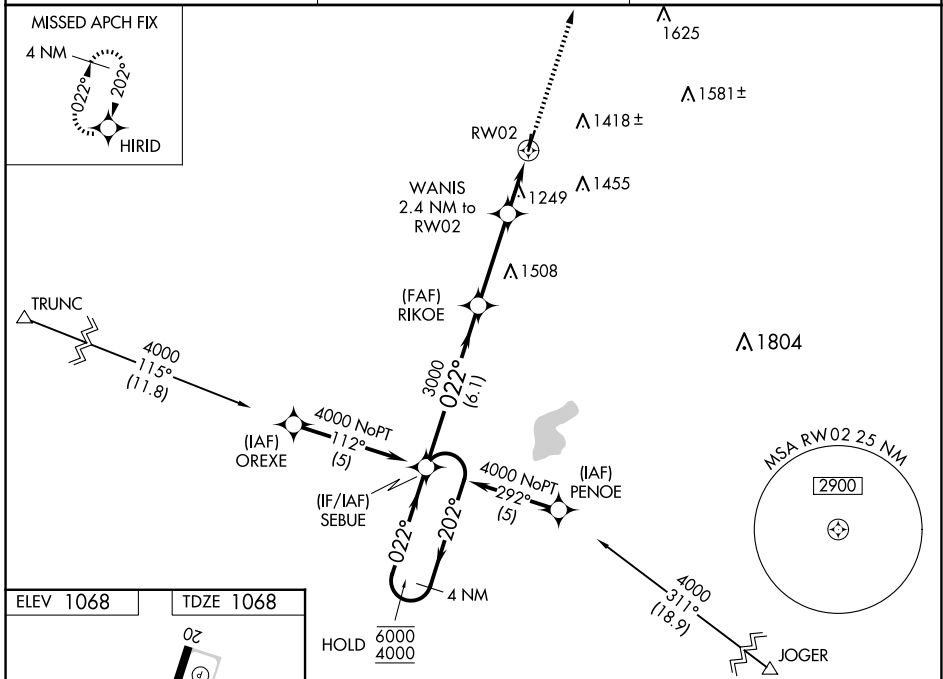 MISSED APCH FIX
4 NM
022°
202°
HIRID
1625
1581±
1418±
RW02
1455
1249
WANIS
2.4 NM to
RW02
1508
(FAF)
RIKOE
TRUNC
1804
4000
115°
(11.8)
3000
022°
(6.1)
(IAF)
OREXE
4000 NoPT
112°
(5)
(IF/IAF)
SEBUE
4000 NoPT
292°
(5)
(IAF)
PENOE
MSA RW02 25 NM
2900
022°
202°
4 NM
HOLD
6000
4000
4000
311°
(18.9)
JOGER
ELEV 1068
TDZE 1068
20
P